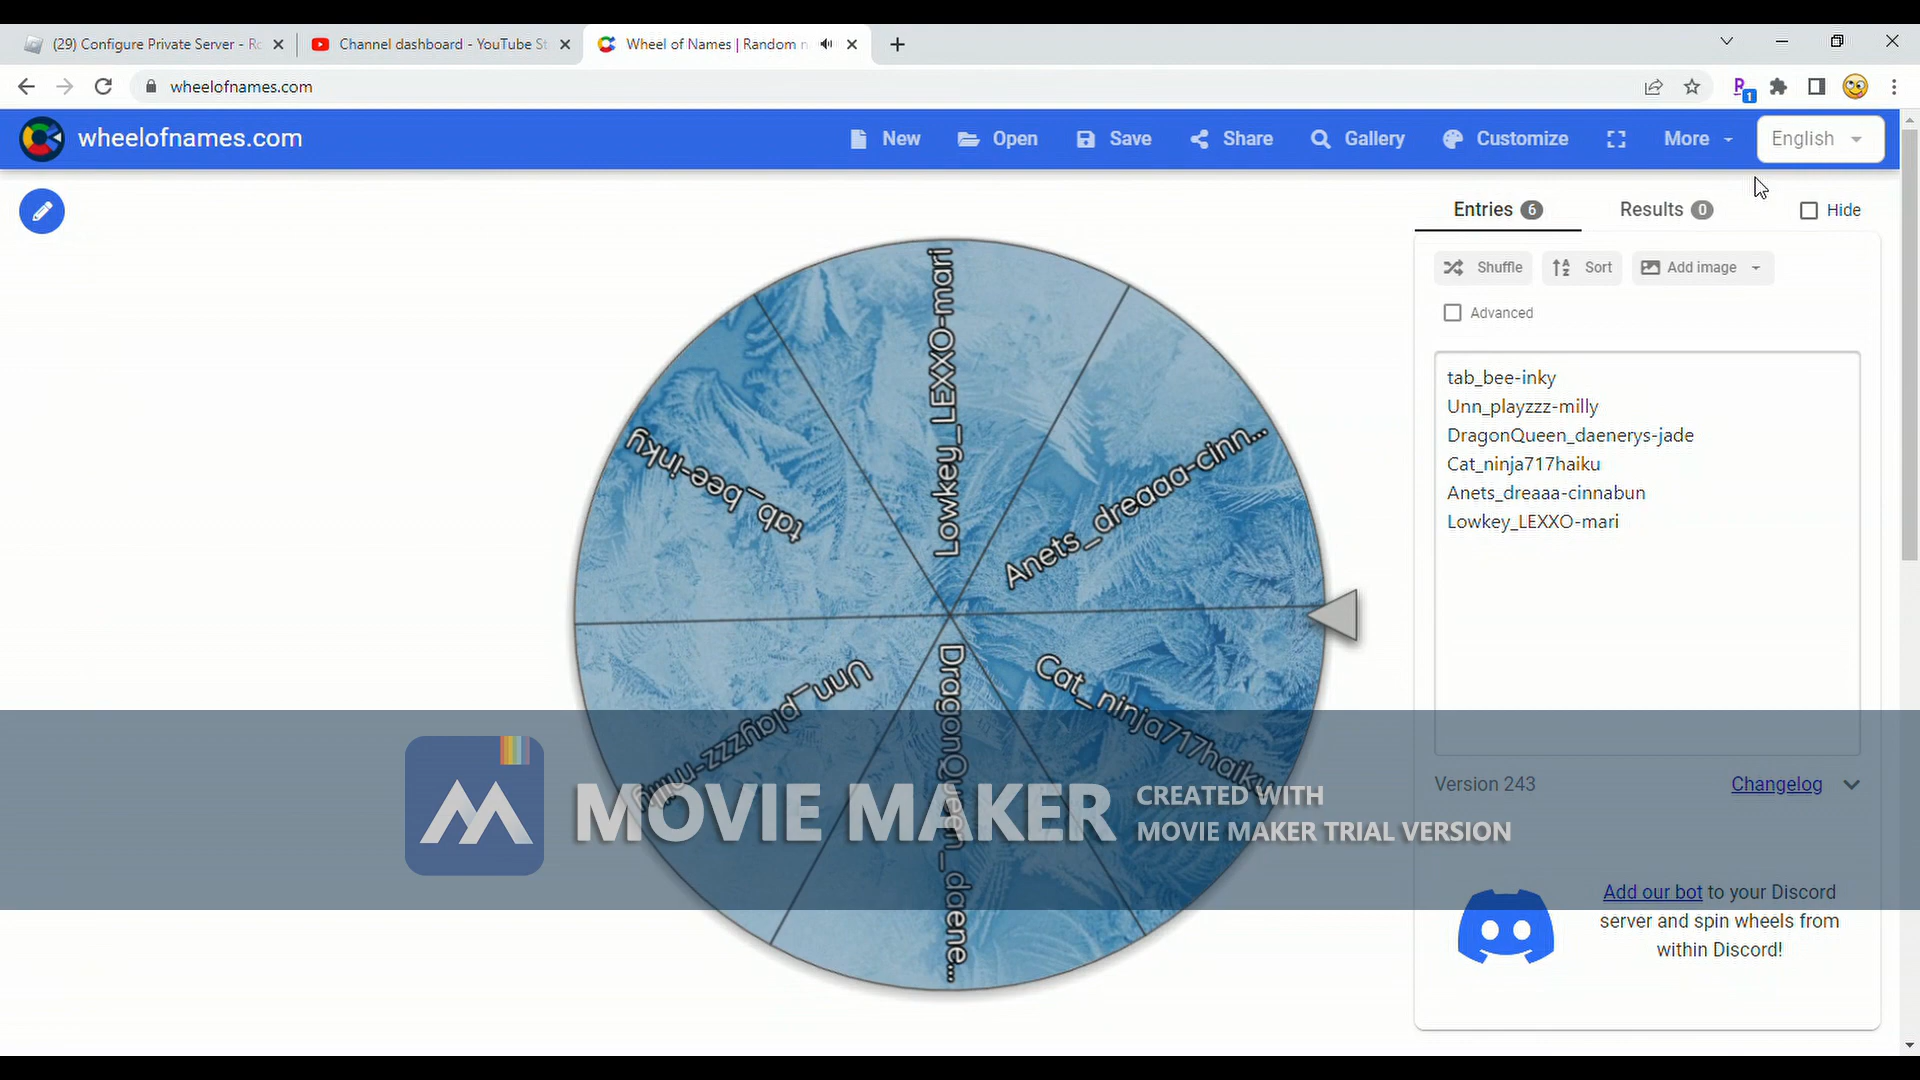 (29) Configure Private Server - Ro
Channel dashboard - YouTube St
Wheel of Names | Random n
wheelofnames.com
1
wheelofnames.com
New
Open
Save
Share
Gallery
Customize
More
English
Entries 6
Results 0
Hide
Shuffle
Sort
Add image
Advanced
tab_bee-inky
Unn_playzzz-milly
DragonQueen_daenerys-jade
Cat_ninja717haiku
Anets_dreaaa-cinnabun
Lowkey_LEXXO-mari
Lowkey_LEXXO-mari
Anets_dreaaa-cinn...
tab_bee-inky
Unn_playzzz-milly
DragonQueen_daene...
Cat_ninja717haiku
Version 243
Changelog
MOVIE MAKER
CREATED WITH
MOVIE MAKER TRIAL VERSION
Add our bot to your Discord
server and spin wheels from
within Discord!